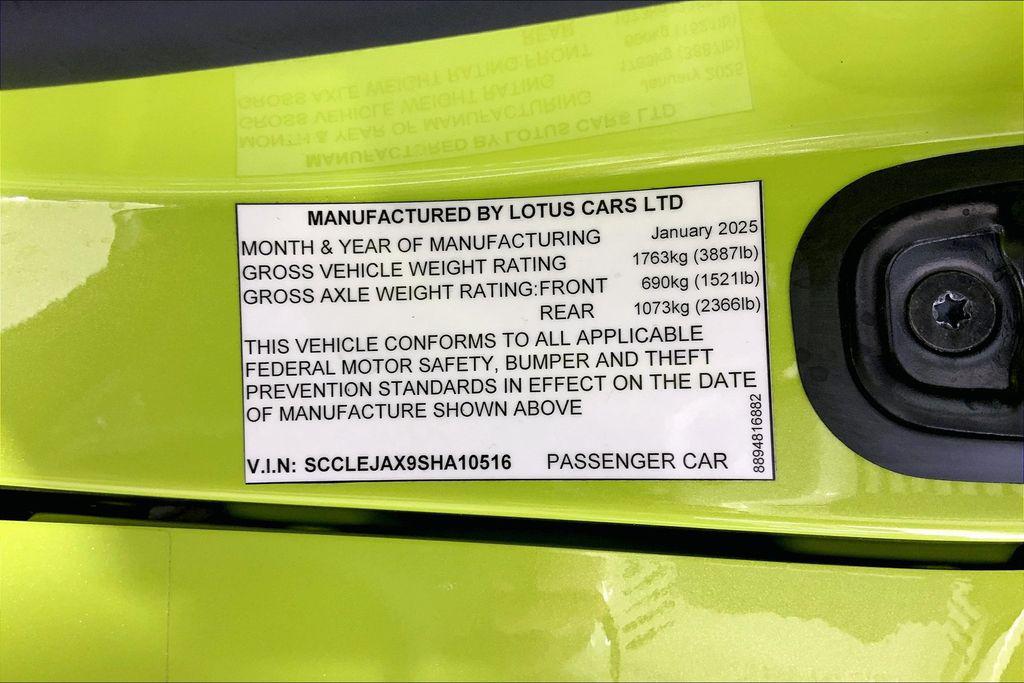 MANUFACTURED BY LOTUS CARS LTD
MONTH & YEAR OF MANUFACTURING January 2025
GROSS VEHICLE WEIGHT RATING 1763kg (3887lb)
GROSS AXLE WEIGHT RATING: FRONT 690kg (1521lb)
REAR 1073kg (2366lb)
THIS VEHICLE CONFORMS TO ALL APPLICABLE
FEDERAL MOTOR SAFETY, BUMPER AND THEFT
PREVENTION STANDARDS IN EFFECT ON THE DATE
OF MANUFACTURE SHOWN ABOVE
V.I.N: SCCLEJAX9SHA10516 PASSENGER CAR
8894816882